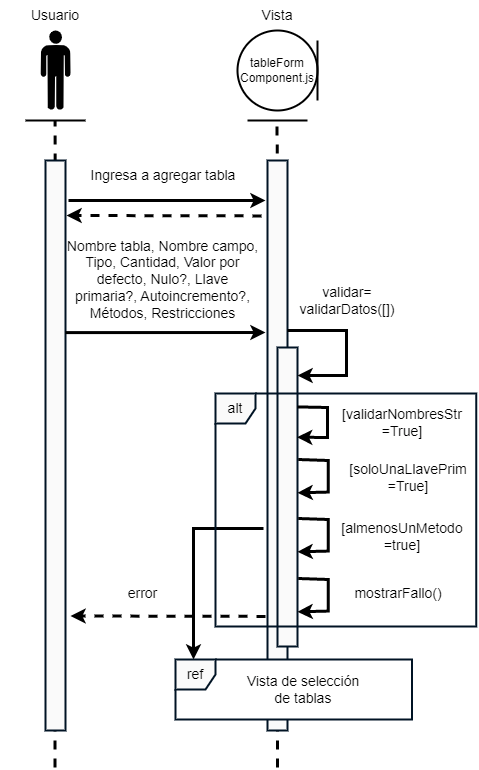 Usuario
Vista
tableForm
Component.js
Ingresa a agregar tabla
Nombre tabla, Nombre campo,
Tipo, Cantidad, Valor por
defecto, Nulo?, Llave
primaria?, Autoincremento?,
Métodos, Restricciones
validar=
validarDatos([])
alt
[validarNombresStr
=True]
[soloUnaLlavePrim
=True]
[almenosUnMetodo
=true]
mostrarFallo()
error
ref
Vista de selección
de tablas